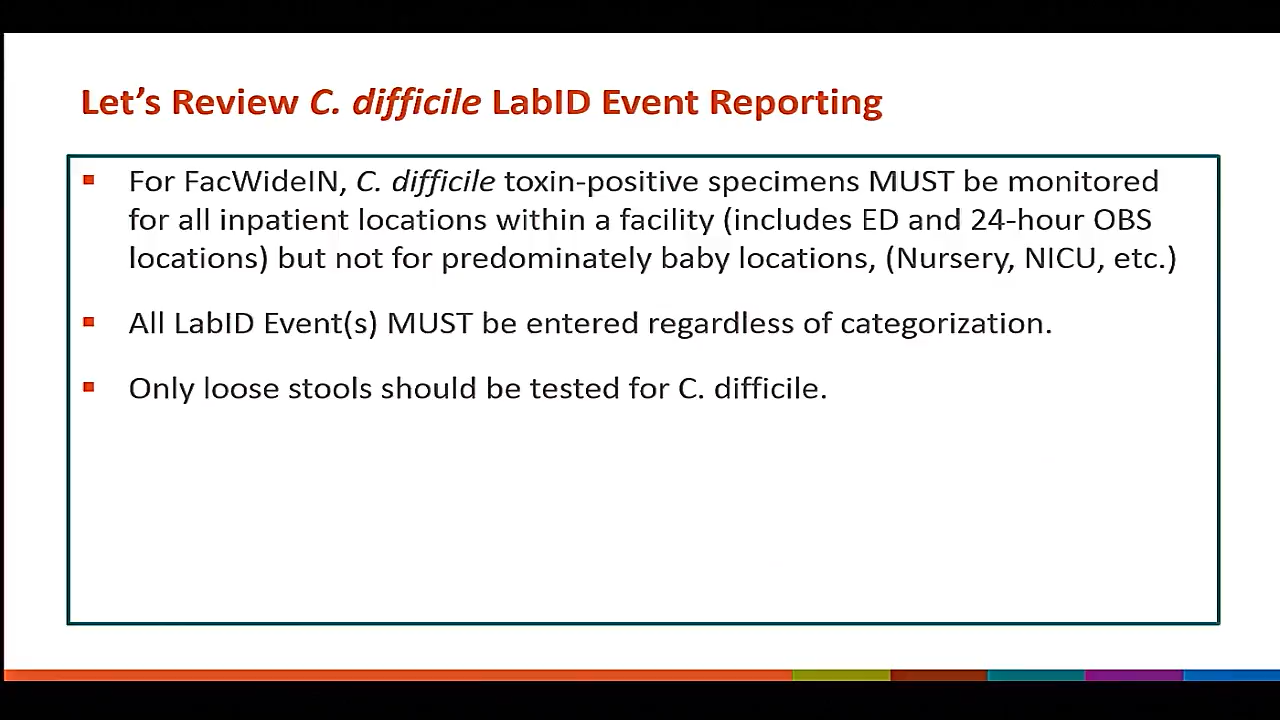 Let's Review C. difficile LabID Event Reporting
▪ For FacWideIN, C. difficile toxin-positive specimens MUST be monitored
for all inpatient locations within a facility (includes ED and 24-hour OBS
locations) but not for predominately baby locations, (Nursery, NICU, etc.)
▪ All LabID Event(s) MUST be entered regardless of categorization.
▪ Only loose stools should be tested for C. difficile.